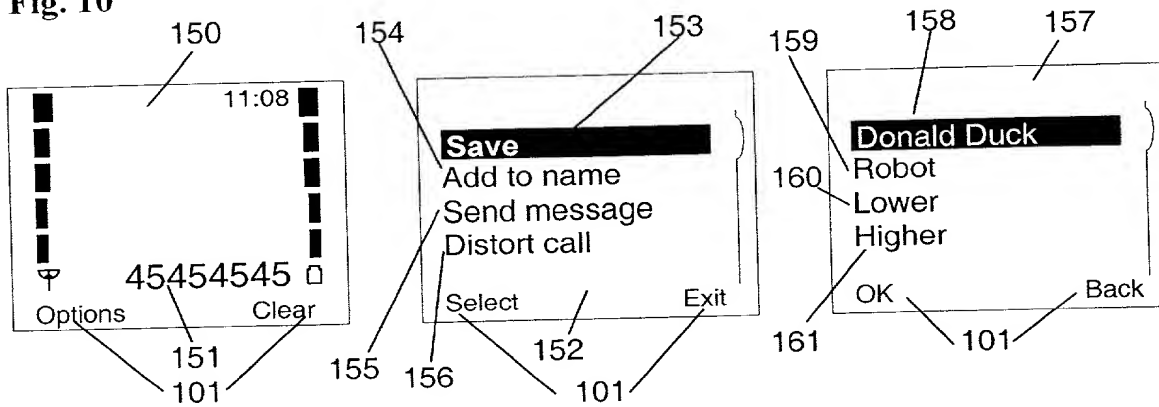 Fig. 10
150
11:08
45454545
Options Clear
151
101
154 153
Save
Add to name
Send message
Distort call
Select Exit
155 156 152 101
159 158 157
Donald Duck
Robot
160 Lower
Higher
OK Back
161 101